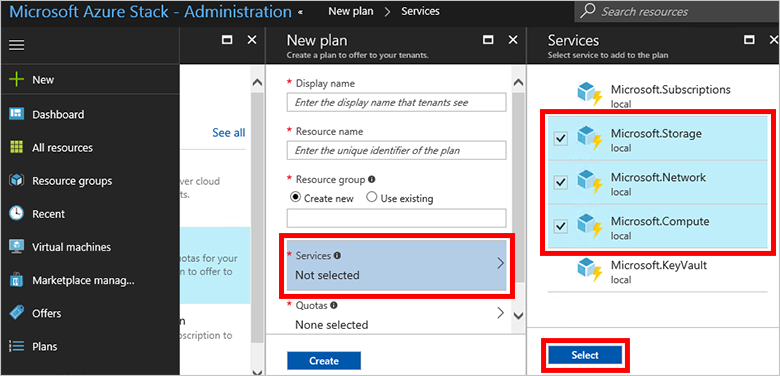 Microsoft Azure Stack - Administration « New plan > Services Search resources
New
Dashboard
All resources
Resource groups
Recent
Virtual machines
Marketplace manag...
Offers
Plans
See all
ver cloud
ts.
uotas for your
n to offer to
n
bscription to
New plan
Create a plan to offer to your tenants.
* Display name
Enter the display name that tenants see
* Resource name
Enter the unique identifier of the plan
* Resource group
Create new Use existing
* Services
Not selected
* Quotas
None selected
Create
Services
Select service to add to the plan
Microsoft.Subscriptions
local
Microsoft.Storage
local
Microsoft.Network
local
Microsoft.Compute
local
Microsoft.KeyVault
local
Select